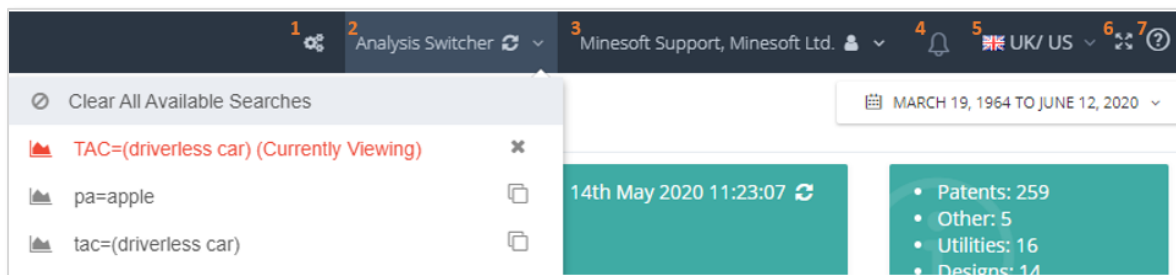 1 2 Analysis Switcher 3 Minesoft Support, Minesoft Ltd. 4 5 UK/ US 6 7
Clear All Available Searches
MARCH 19, 1964 TO JUNE 12, 2020
TAC=(driverless car) (Currently Viewing)
pa=apple
tac=(driverless car)
14th May 2020 11:23:07
• Patents: 259
• Other: 5
• Utilities: 16
• Designs: 14